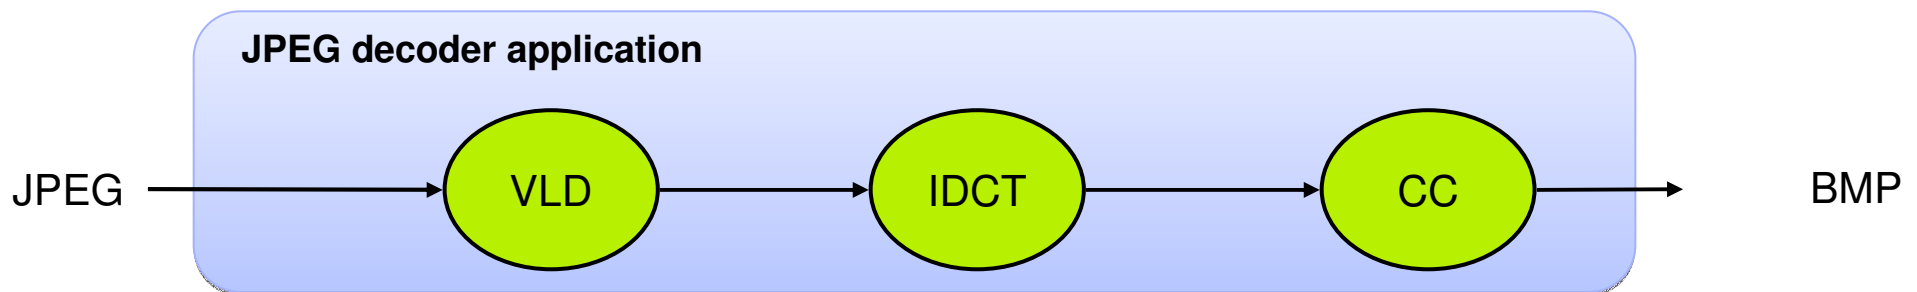 JPEG decoder application
JPEG
VLD
IDCT
CC
BMP